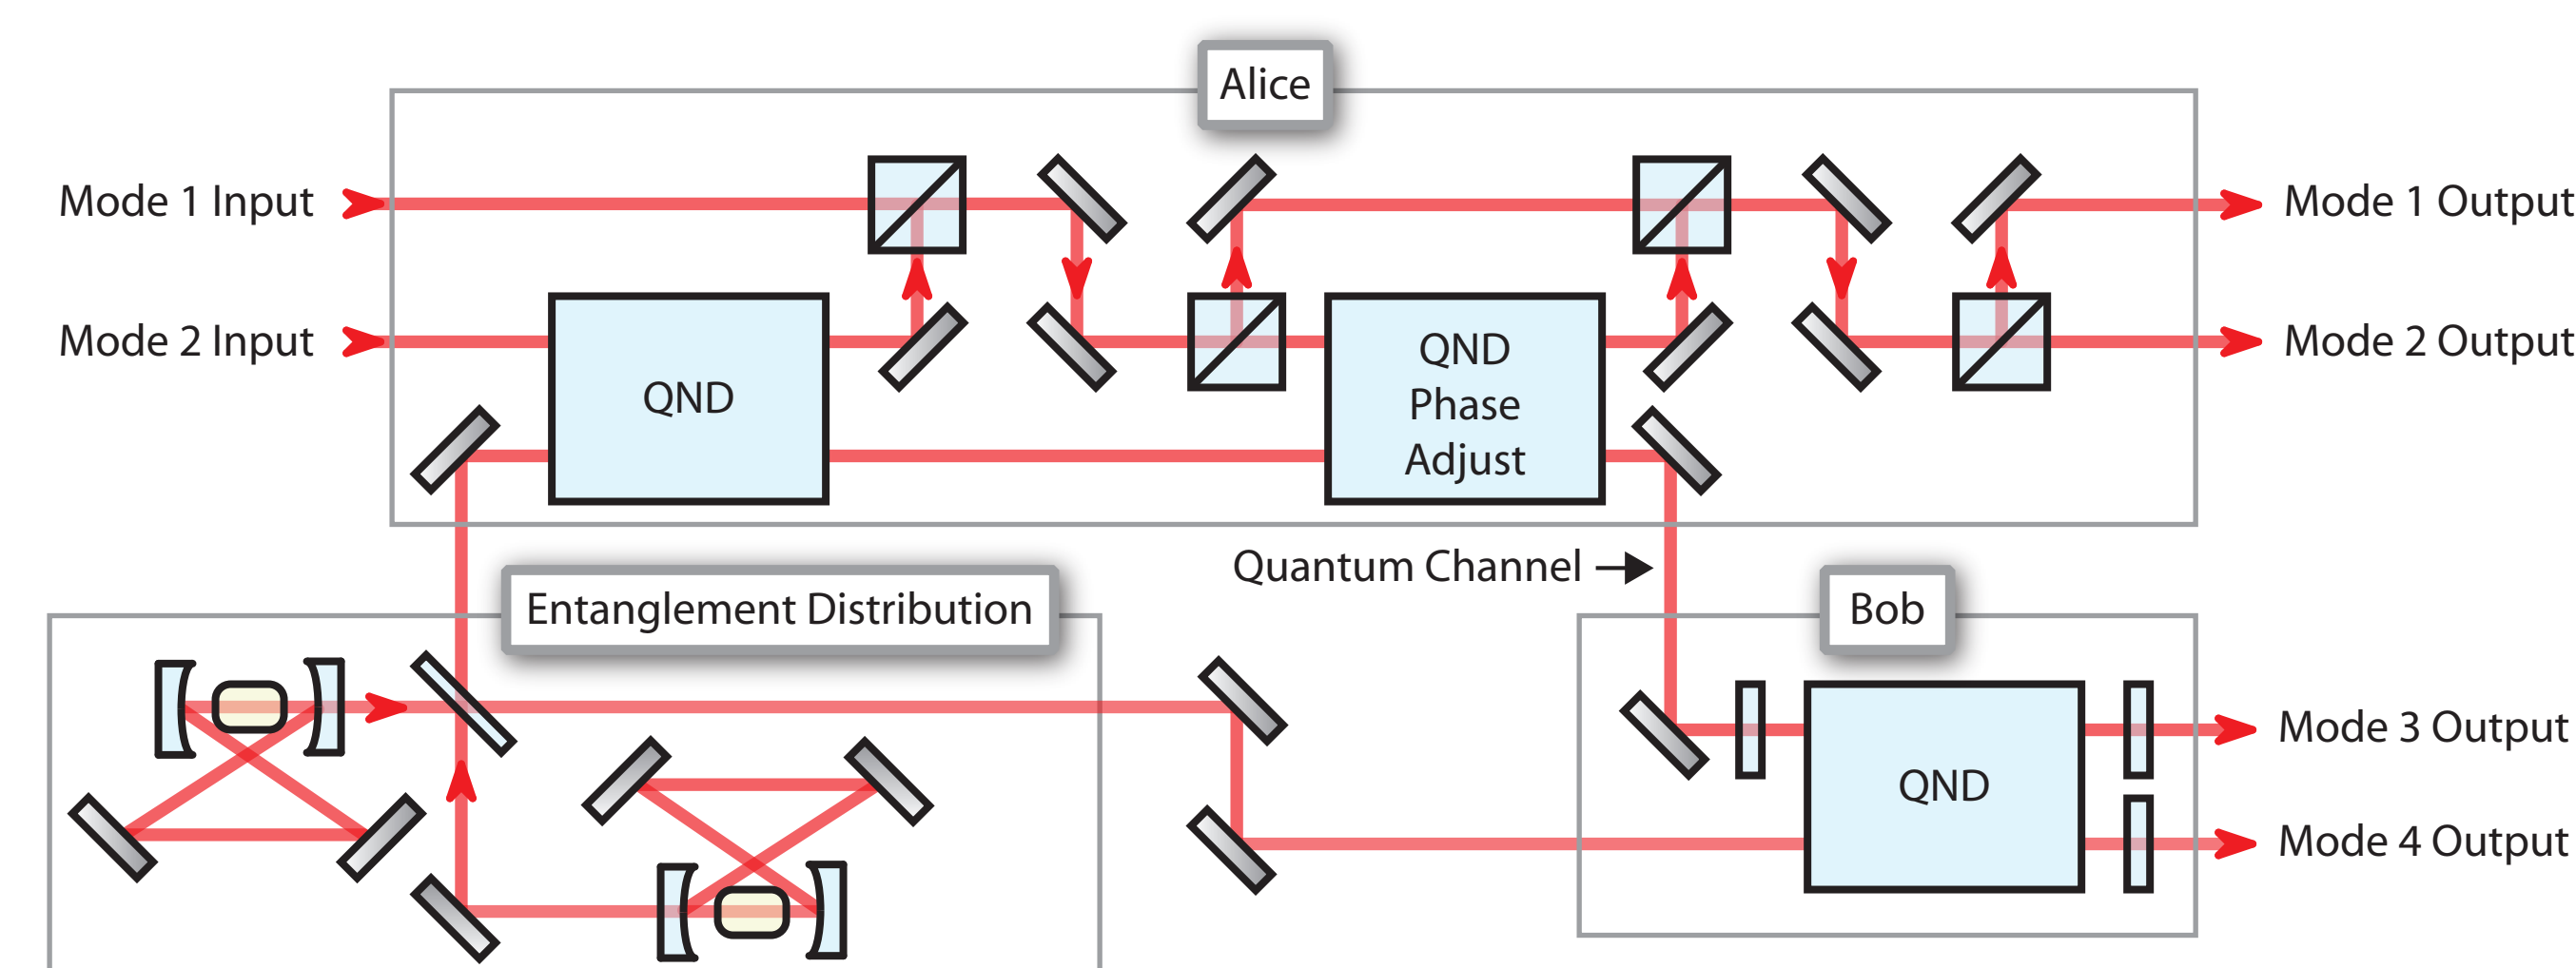 Alice
Mode 1 Input
Mode 1 Output
Mode 2 Input
QND
QND
Phase
Adjust
Mode 2 Output
Quantum Channel
Entanglement Distribution
Bob
QND
Mode 3 Output
Mode 4 Output